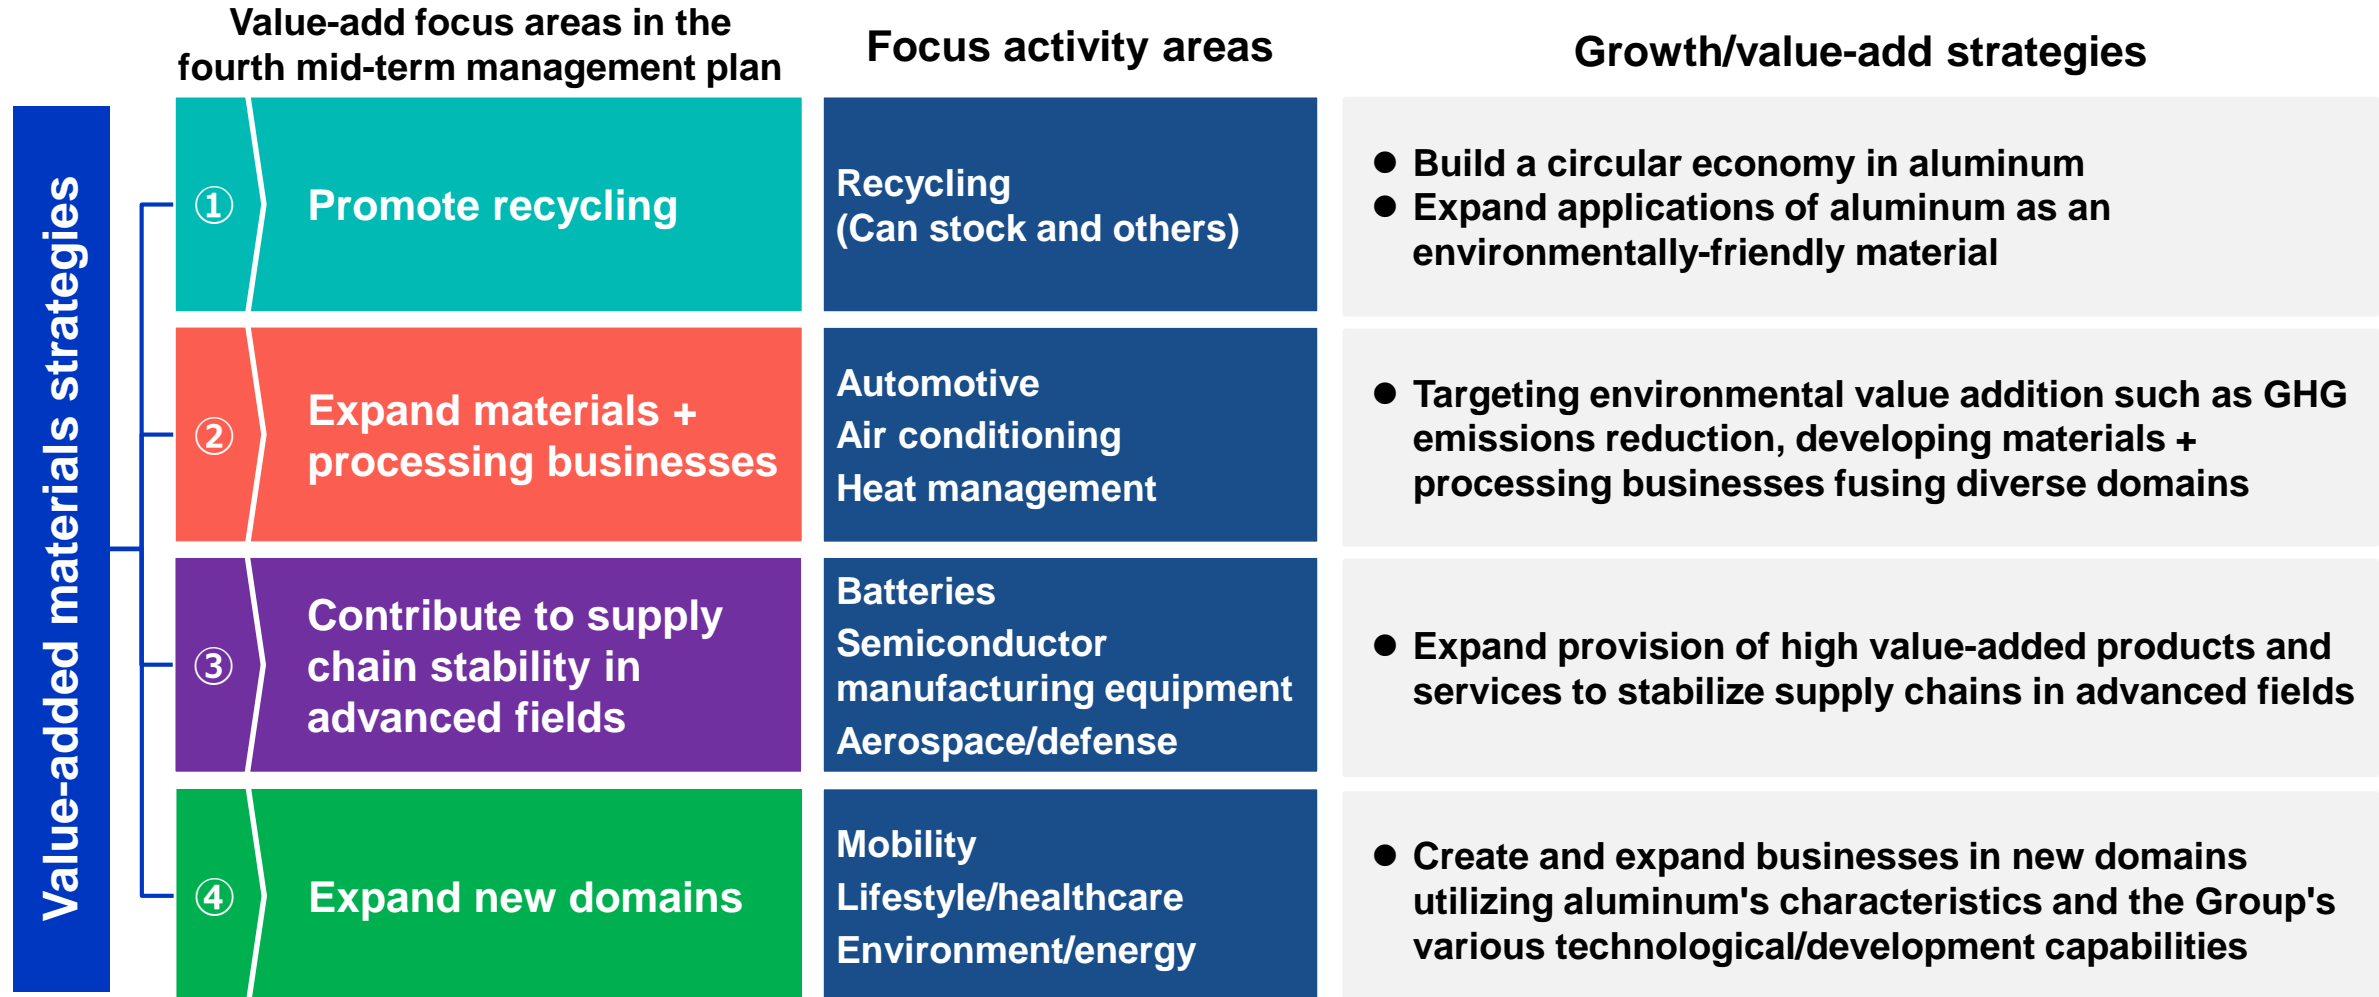 Value-add focus areas in the
fourth mid-term management plan
Focus activity areas
Growth/value-add strategies
Value-added materials strategies
①
Promote recycling
Recycling
(Can stock and others)
● Build a circular economy in aluminum
● Expand applications of aluminum as an
environmentally-friendly material
②
Expand materials +
processing businesses
Automotive
Air conditioning
Heat management
● Targeting environmental value addition such as GHG
emissions reduction, developing materials +
processing businesses fusing diverse domains
③
Contribute to supply
chain stability in
advanced fields
Batteries
Semiconductor
manufacturing equipment
Aerospace/defense
● Expand provision of high value-added products and
services to stabilize supply chains in advanced fields
④
Expand new domains
Mobility
Lifestyle/healthcare
Environment/energy
● Create and expand businesses in new domains
utilizing aluminum's characteristics and the Group's
various technological/development capabilities